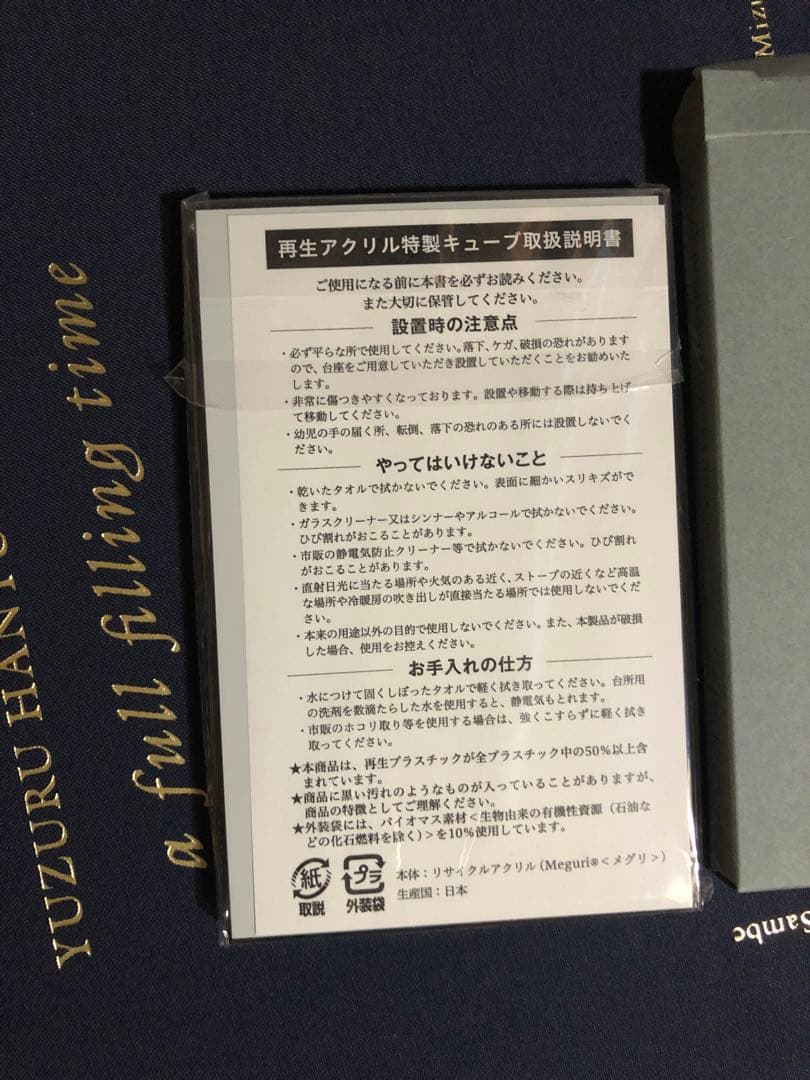 再生アクリル特製キューブ取扱説明書
ご使用になる前に本書を必ずお読みください。
また大切に保管してください。
設置時の注意点
・必ず平らな所で使用してください。落下、ケガ、破損の恐れがあります
ので、台座をご用意していただき設置していただくことをお勧めいた
します。
・非常に傷つきやすくなっております。設置や移動する際は持ち上げ
て移動してください。
・幼児の手の届く所、転倒、落下の恐れのある所には設置しないでく
ださい。
やってはいけないこと
・乾いたタオルで拭かないでください。表面に細かいスリキズがで
きます。
・ガラスクリーナー又はシンナーやアルコールで拭かないでください。
ひび割れがおこることがあります。
・市販の静電気防止クリーナー等で拭かないでください。ひび割れ
がおこることがあります。
・直射日光に当たる場所や火気のある近く、ストーブの近くなど高温
な場所や冷暖房の吹き出しが直接当たる場所では使用しないでくださ
い。
・本来の用途以外の目的で使用しないでください。また、本製品が破損
した場合、使用をお控えください。
お手入れの仕方
・水につけて固くしぼったタオルで軽く拭き取ってください。台所用
の洗剤を数滴たらした水を使用すると、静電気もとれます。
・市販のホコリ取り等を使用する場合は、強くこすらずに軽く拭き
取ってください。
★本商品は、再生プラスチックが全プラスチック中の50%以上含
まれています。
★商品に黒い汚れのようなものが入っていることがありますが、
商品の特徴としてご理解ください。
★外装袋には、バイオマス素材<生物由来の有機性資源（石油な
どの化石燃料を除く）>を10%使用しています。
紙
取説
プラ
外装袋
本体：リサイクルアクリル（Meguri®<メグリ>）
生産国：日本
YUZURU HANYU
a full filling time
Sambo